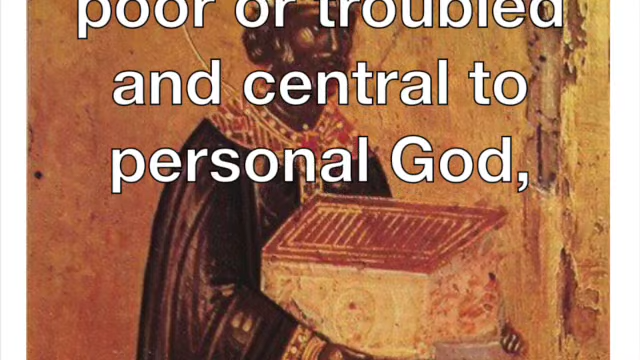 poor or troubled
and central to
personal God,